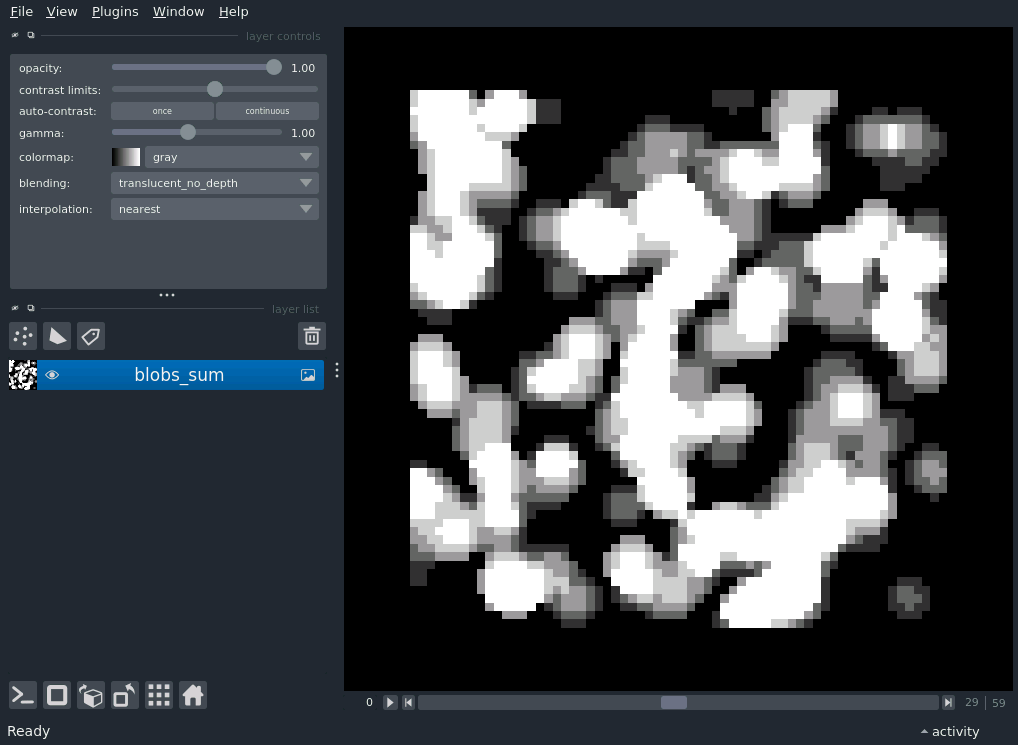 File View Plugins Window Help
layer controls
opacity: 1.00
contrast limits:
auto-contrast: once continuous
gamma: 1.00
colormap: gray
blending: translucent_no_depth
interpolation: nearest
layer list
blobs_sum
0 29 59
Ready activity